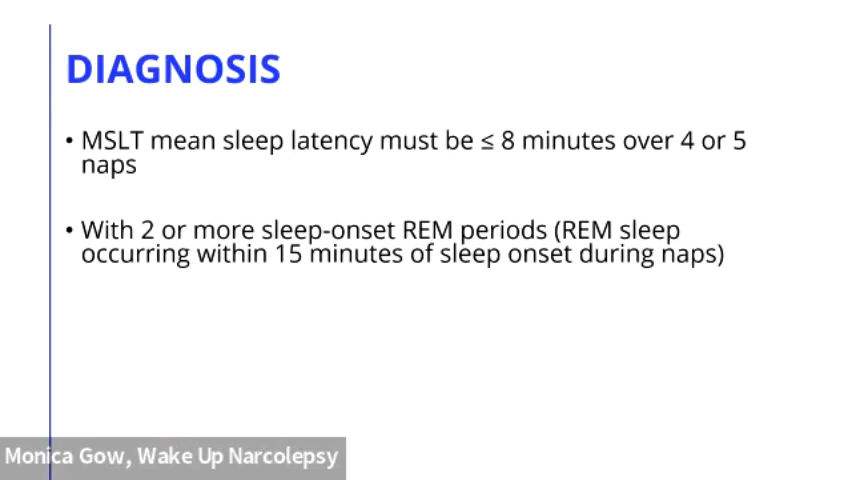 DIAGNOSIS
• MSLT mean sleep latency must be ≤ 8 minutes over 4 or 5
naps
• With 2 or more sleep-onset REM periods (REM sleep
occurring within 15 minutes of sleep onset during naps)
Monica Gow, Wake Up Narcolepsy